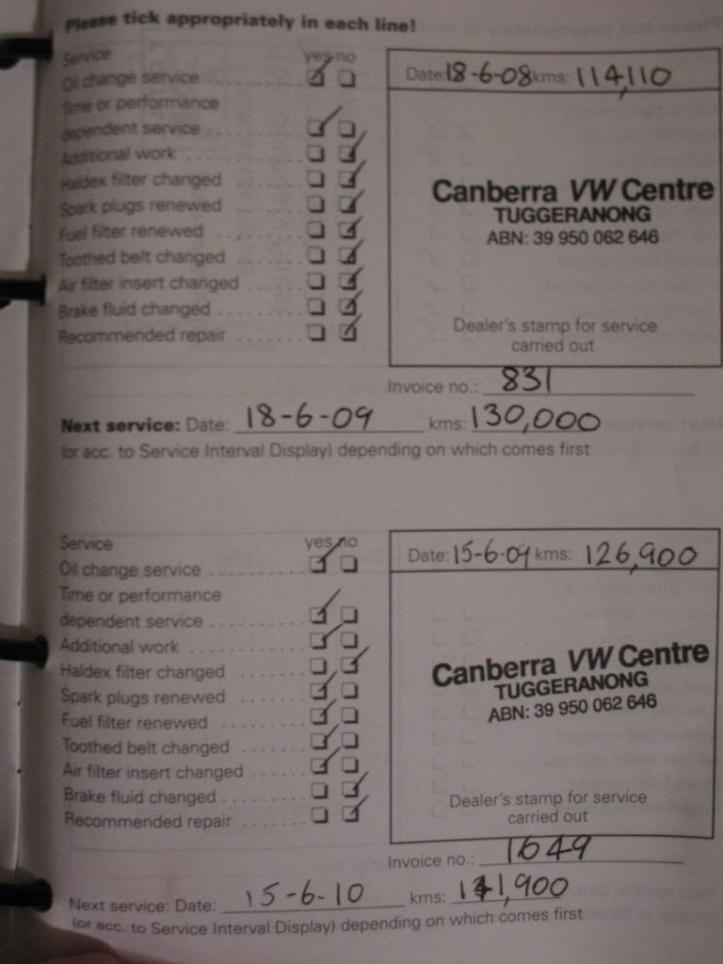 Please tick appropriately in each line!
Service yes no
Oil change service
Time or performance
dependent service
Additional work
Haldex filter changed
Spark plugs renewed
Fuel filter renewed
Toothed belt changed
Air filter insert changed
Brake fluid changed
Recommended repair
Date: 18-6-08 kms: 114,110
Canberra VW Centre
TUGGERANONG
ABN: 39 950 062 646
Dealer's stamp for service
carried out
Invoice no.: 831
Next service: Date: 18-6-09 kms: 130,000
(or acc. to Service Interval Display) depending on which comes first
Service yes no
Oil change service
Time or performance
dependent service
Additional work
Haldex filter changed
Spark plugs renewed
Fuel filter renewed
Toothed belt changed
Air filter insert changed
Brake fluid changed
Recommended repair
Date: 15-6-09 kms: 126,900
Canberra VW Centre
TUGGERANONG
ABN: 39 950 062 646
Dealer's stamp for service
carried out
Invoice no.: 1649
Next service: Date: 15-6-10 kms: 141,900
(or acc. to Service Interval Display) depending on which comes first